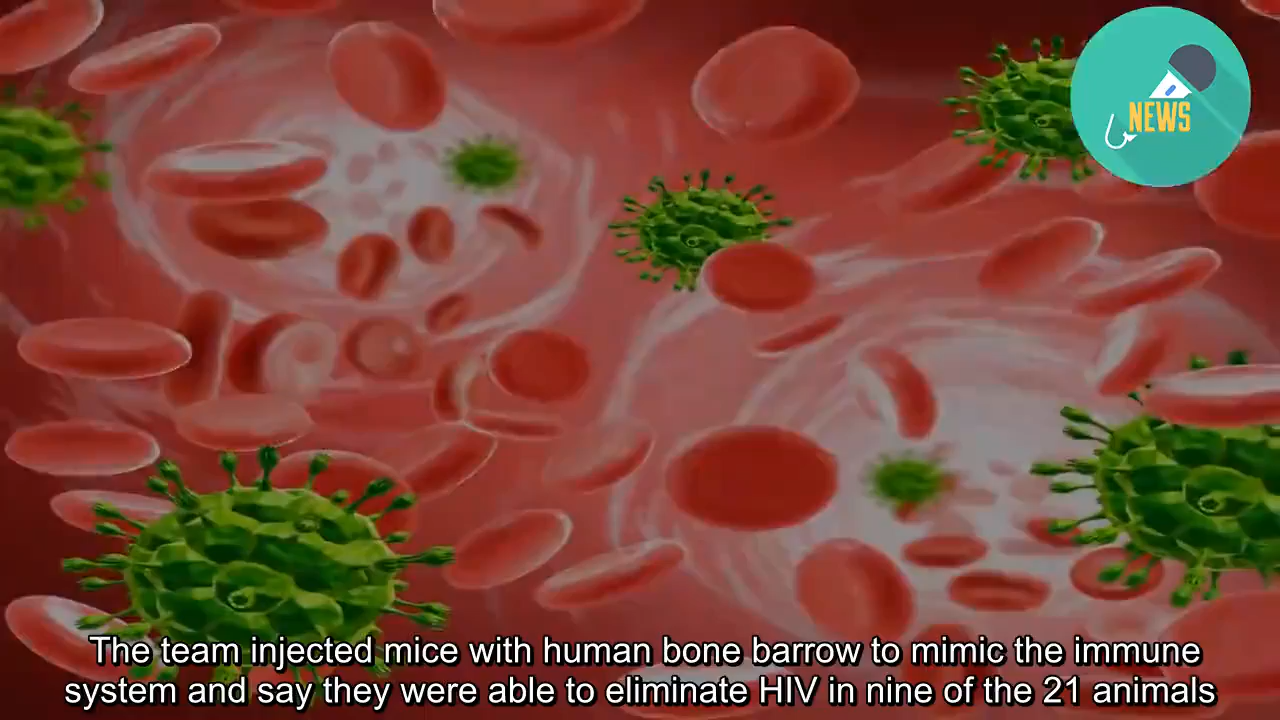 NEWS
The team injected mice with human bone barrow to mimic the immune
system and say they were able to eliminate HIV in nine of the 21 animals